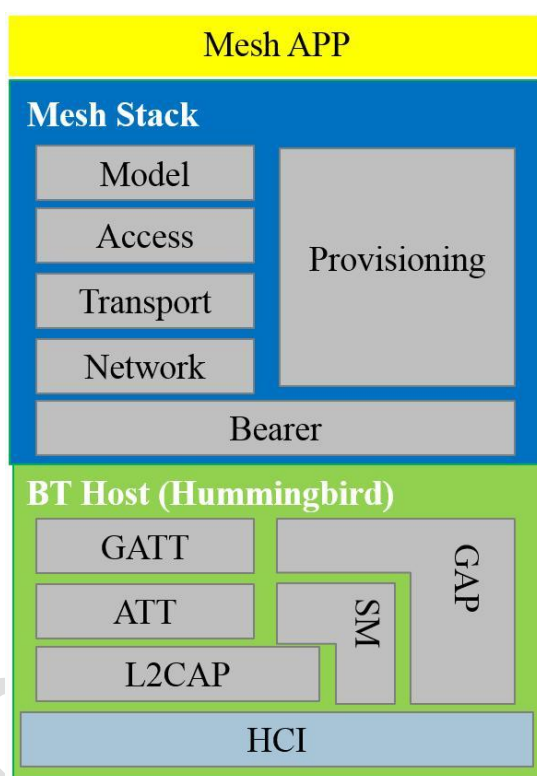 Mesh APP
Mesh Stack
Model
Access
Transport
Network
Provisioning
Bearer
BT Host (Hummingbird)
GATT
ATT
L2CAP
SM
GAP
HCI